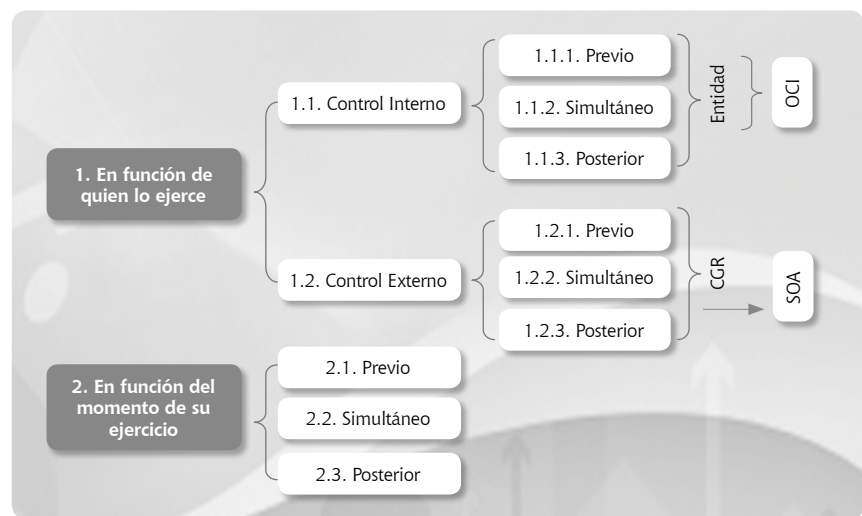 1. En función de
quien lo ejerce
1.1. Control Interno
1.1.1. Previo
1.1.2. Simultáneo
1.1.3. Posterior
Entidad
OCI
1.2. Control Externo
1.2.1. Previo
1.2.2. Simultáneo
1.2.3. Posterior
CGR
SOA
2. En función del
momento de su
ejercicio
2.1. Previo
2.2. Simultáneo
2.3. Posterior